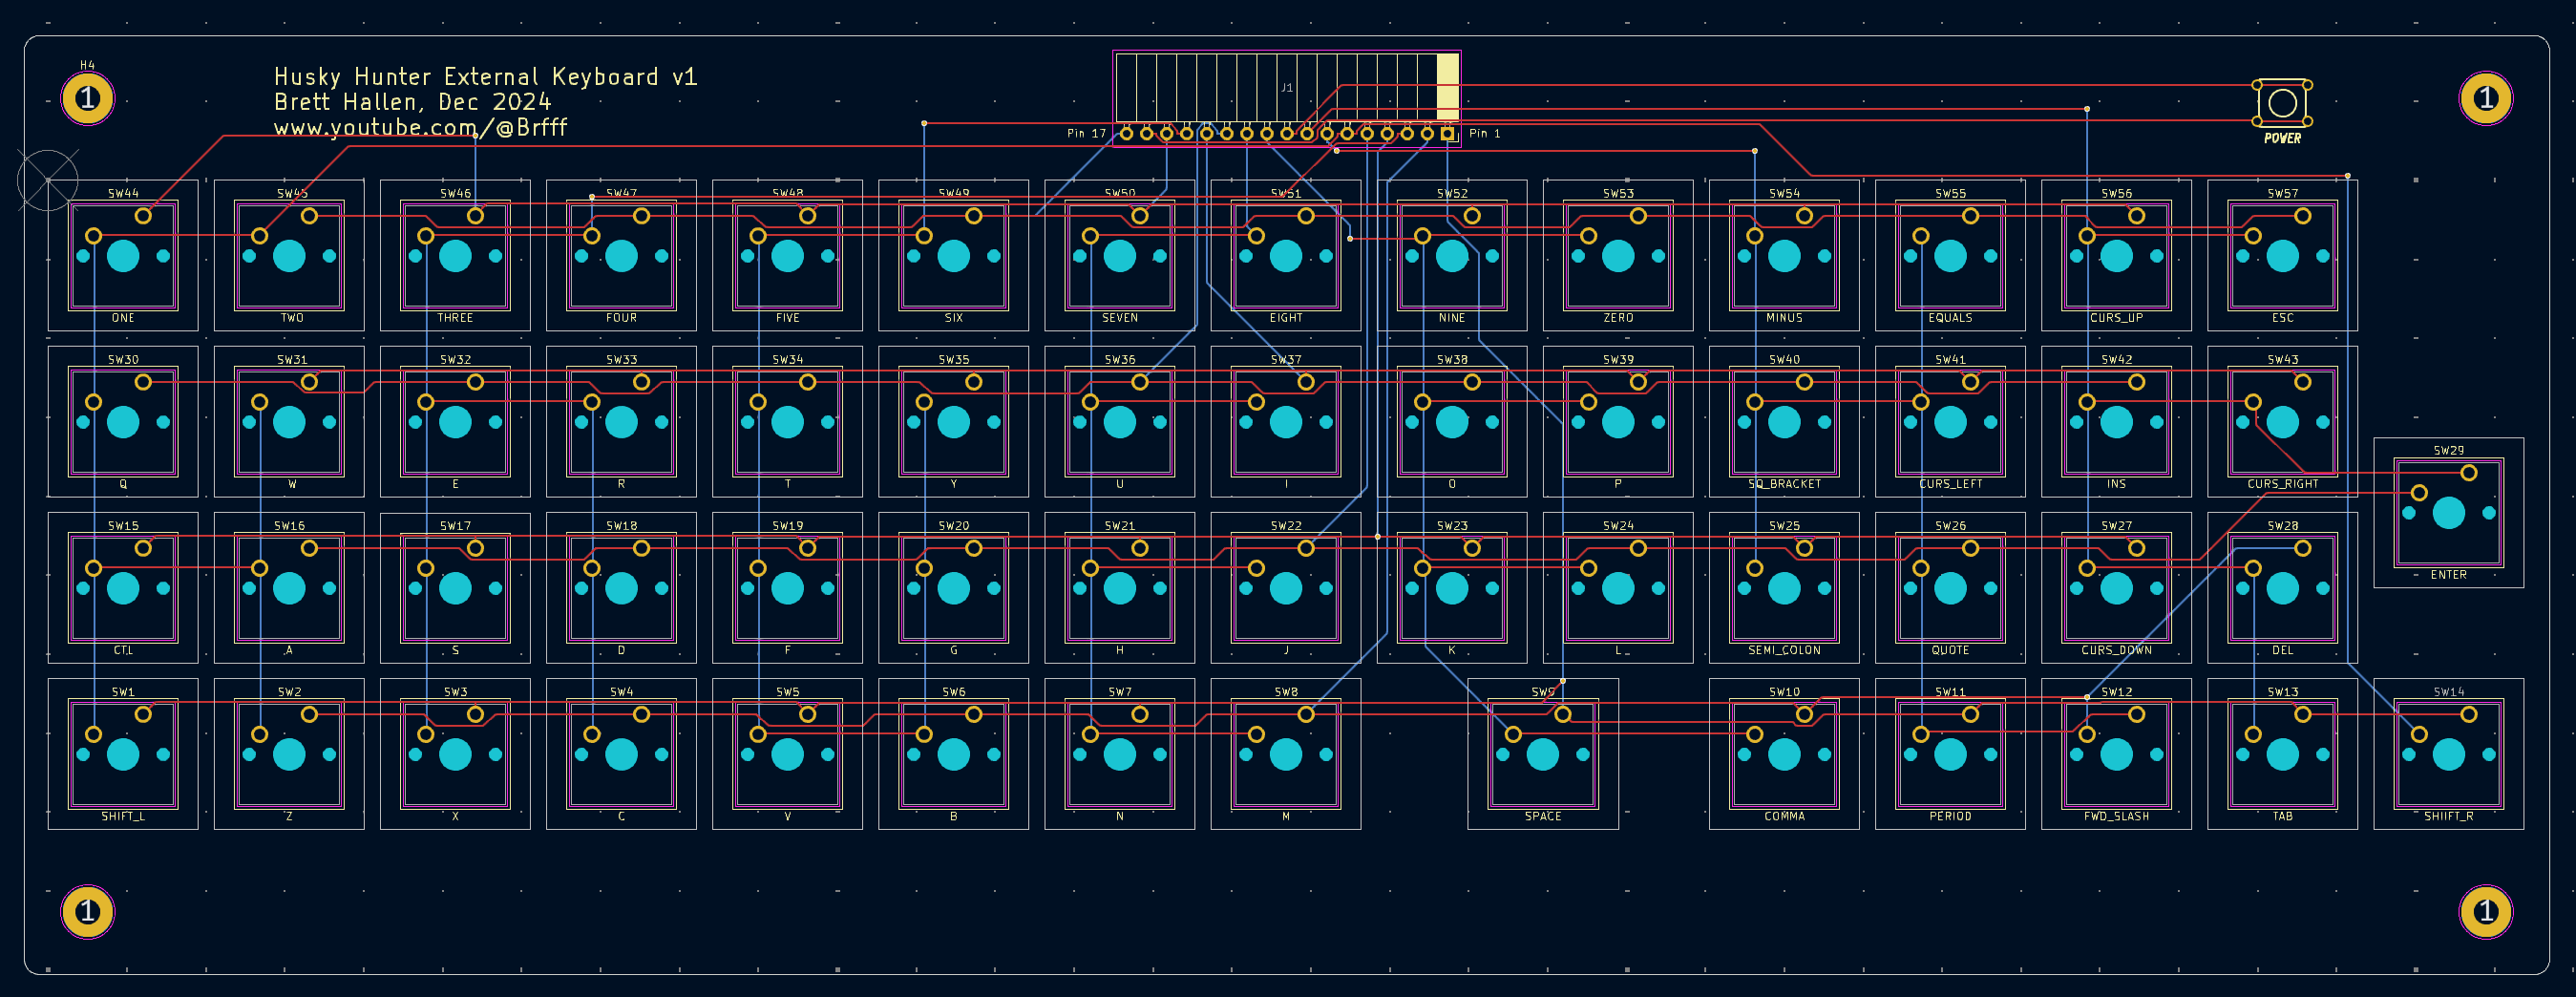 H4
Husky Hunter External Keyboard v1
Brett Hallen, Dec 2024
www.youtube.com/@Brfff
J1
1
1
Pin 17
Pin 1
POWER
SW44 SW45 SW46 SW47 SW48 SW49 SW50 SW51 SW52 SW53 SW54 SW55 SW56 SW57
ONE TWO THREE FOUR FIVE SIX SEVEN EIGHT NINE ZERO MINUS EQUALS CURS_UP ESC
SW30 SW31 SW32 SW33 SW34 SW35 SW36 SW37 SW38 SW39 SW40 SW41 SW42 SW43
SW29
Q W E R T Y U I O P SQ_BRACKET CURS_LEFT INS CURS_RIGHT
SW15 SW16 SW17 SW18 SW19 SW20 SW21 SW22 SW23 SW24 SW25 SW26 SW27 SW28
ENTER
CTL A S D F G H J K L SEMI_COLON QUOTE CURS_DOWN DEL
SW1 SW2 SW3 SW4 SW5 SW6 SW7 SW8 SW9 SW10 SW11 SW12 SW13 SW14
SHIFT_L Z X C V B N M SPACE COMMA PERIOD FWD_SLASH TAB SHIIFT_R
1
1